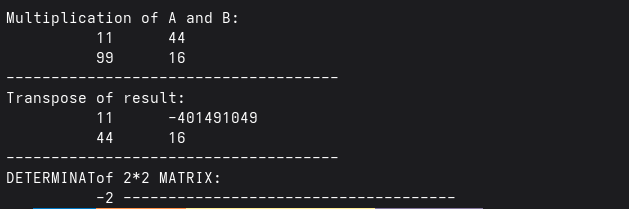 Multiplication of A and B:
11 44
99 16
-------------------------------------
Transpose of result:
11 -401491049
44 16
-------------------------------------
DETERMINATof 2*2 MATRIX:
-2 -------------------------------------